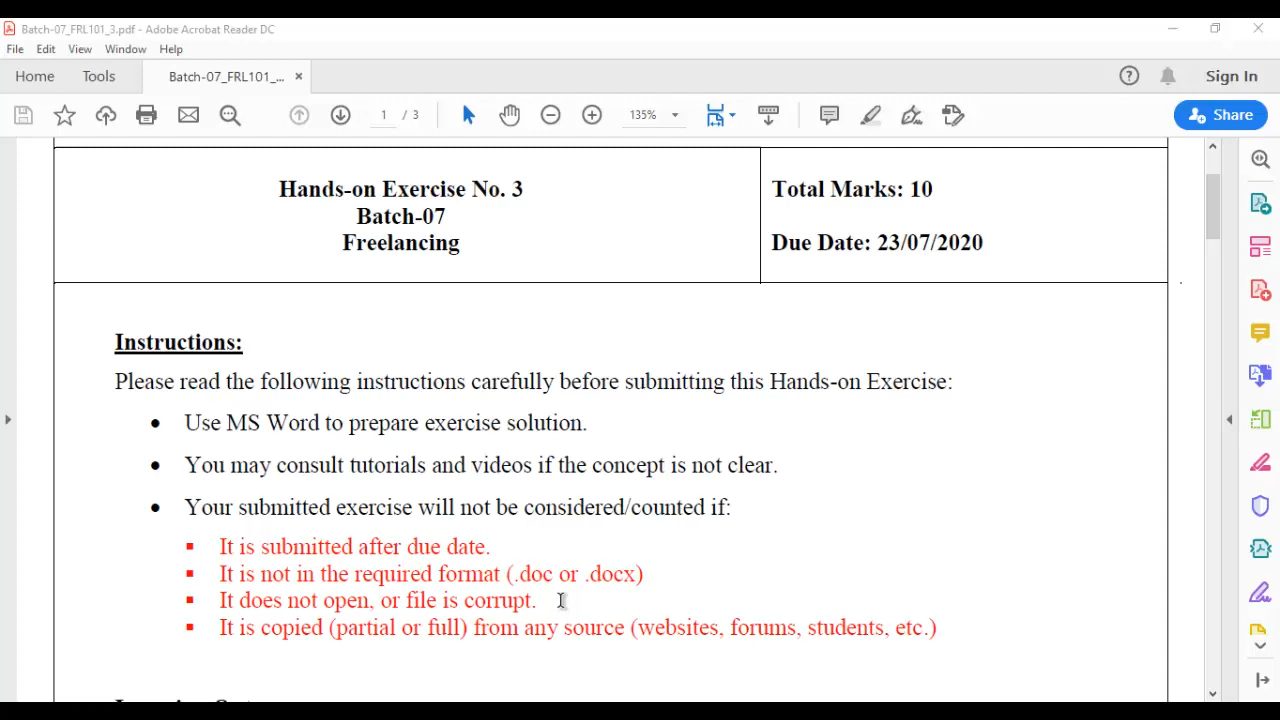 Batch-07_FRL101_3.pdf - Adobe Acrobat Reader DC
File Edit View Window Help
Home Tools Batch-07_FRL101_... × Sign In
1 / 3 135% Share
Hands-on Exercise No. 3
Batch-07
Freelancing
Total Marks: 10
Due Date: 23/07/2020
Instructions:
Please read the following instructions carefully before submitting this Hands-on Exercise:
• Use MS Word to prepare exercise solution.
• You may consult tutorials and videos if the concept is not clear.
• Your submitted exercise will not be considered/counted if:
▪ It is submitted after due date.
▪ It is not in the required format (.doc or .docx)
▪ It does not open, or file is corrupt.
▪ It is copied (partial or full) from any source (websites, forums, students, etc.)